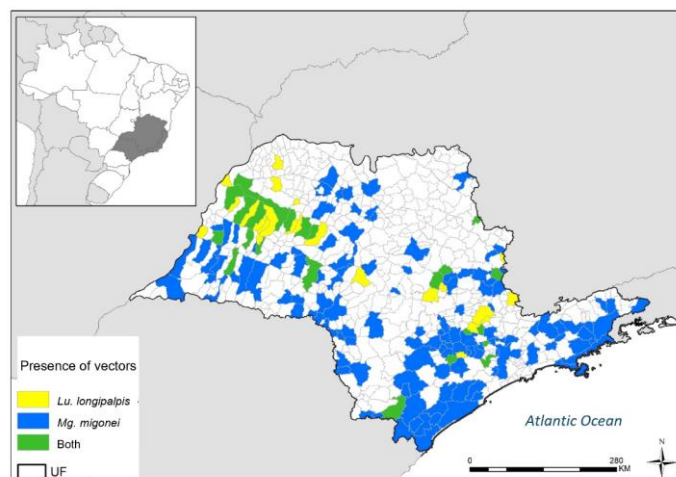 Presence of vectors
Lu. longipalpis
Mg. migonei
Both
UF
Atlantic Ocean
N
0 280
KM